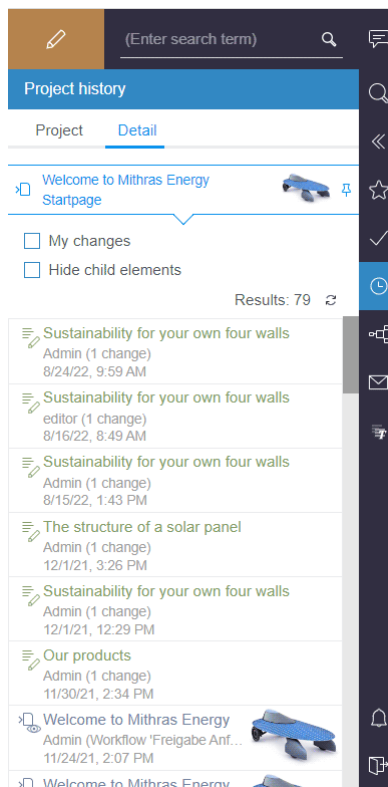 (Enter search term)
Project history
Project Detail
Welcome to Mithras Energy
Startpage
My changes
Hide child elements
Results: 79
Sustainability for your own four walls
Admin (1 change)
8/24/22, 9:59 AM
Sustainability for your own four walls
editor (1 change)
8/16/22, 8:49 AM
Sustainability for your own four walls
Admin (1 change)
8/15/22, 1:43 PM
The structure of a solar panel
Admin (1 change)
12/1/21, 3:26 PM
Sustainability for your own four walls
Admin (1 change)
12/1/21, 12:29 PM
Our products
Admin (1 change)
11/30/21, 2:34 PM
Welcome to Mithras Energy
Admin (Workflow 'Freigabe Anf...
11/24/21, 2:07 PM
Welcome to Mithras Energy